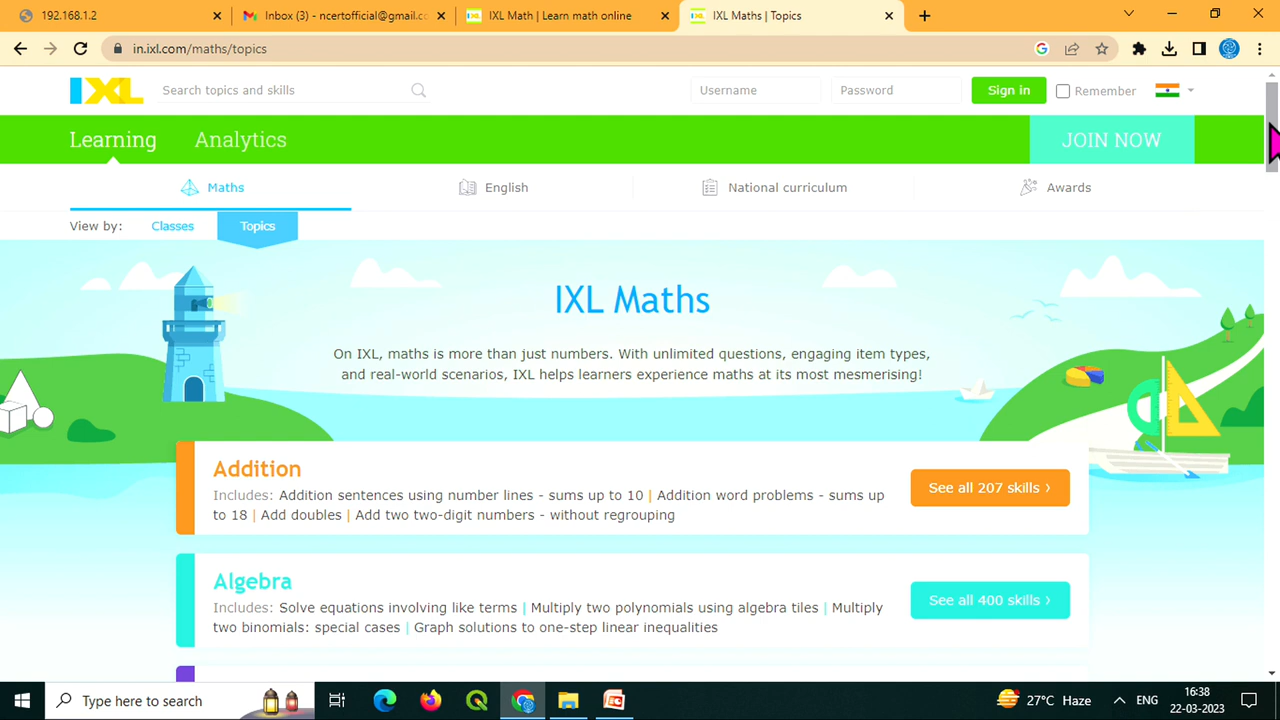 192.168.1.2
Inbox (3) - ncertofficial@gmail.co
IXL Math | Learn math online
IXL Maths | Topics
in.ixl.com/maths/topics
IXL
Search topics and skills
Username
Password
Sign in
Remember
Learning
Analytics
JOIN NOW
Maths
English
National curriculum
Awards
View by:
Classes
Topics
IXL Maths
On IXL, maths is more than just numbers. With unlimited questions, engaging item types,
and real-world scenarios, IXL helps learners experience maths at its most mesmerising!
Addition
Includes: Addition sentences using number lines - sums up to 10 | Addition word problems - sums up
to 18 | Add doubles | Add two two-digit numbers - without regrouping
See all 207 skills ›
Algebra
Includes: Solve equations involving like terms | Multiply two polynomials using algebra tiles | Multiply
two binomials: special cases | Graph solutions to one-step linear inequalities
See all 400 skills ›
Type here to search
27°C Haze
ENG
16:38
22-03-2023